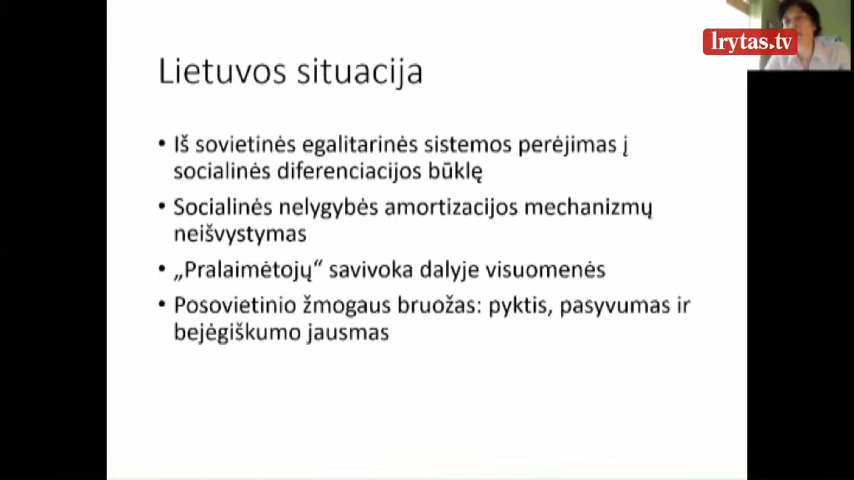 lrytas.tv
Lietuvos situacija
• Iš sovietinės egalitarinės sistemos perėjimas į
socialinės diferenciacijos būklę
• Socialinės nelygybės amortizacijos mechanizmų
neišvystymas
• „Pralaimėtojų“ savivoka dalyje visuomenės
• Posovietinio žmogaus bruožas: pyktis, pasyvumas ir
bejėgiškumo jausmas